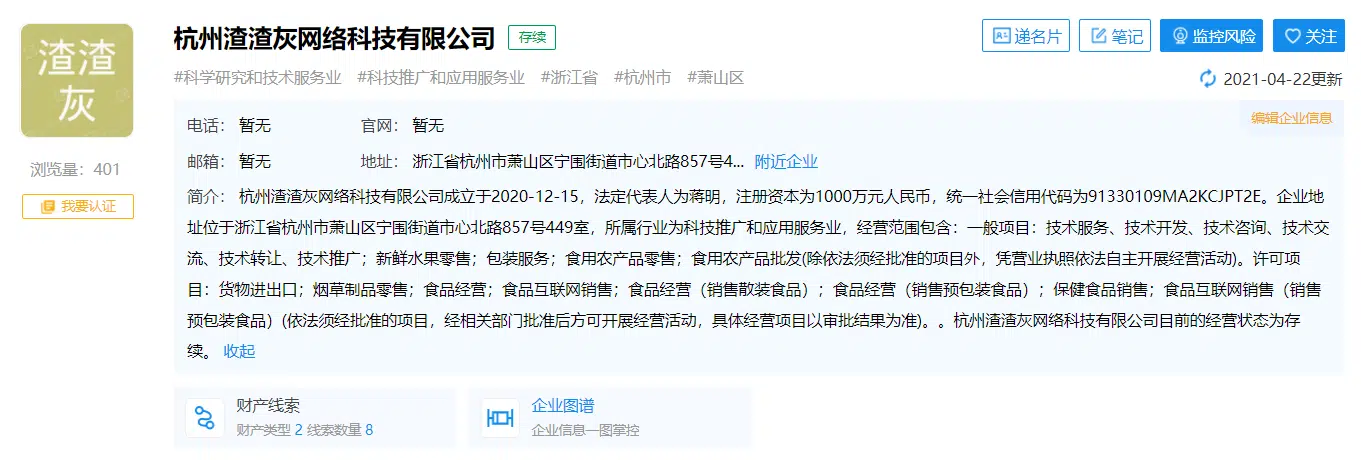 渣渣
灰
杭州渣渣灰网络科技有限公司 存续
递名片 笔记 监控风险 关注
#科学研究和技术服务业 #科技推广和应用服务业 #浙江省 #杭州市 #萧山区
2021-04-22更新
浏览量：401
我要认证
电话： 暂无 官网： 暂无
编辑企业信息
邮箱： 暂无 地址： 浙江省杭州市萧山区宁围街道市心北路857号4... 附近企业
简介： 杭州渣渣灰网络科技有限公司成立于2020-12-15，法定代表人为蒋明，注册资本为1000万元人民币，统一社会信用代码为91330109MA2KCJPT2E。企业地
址位于浙江省杭州市萧山区宁围街道市心北路857号449室，所属行业为科技推广和应用服务业，经营范围包含：一般项目：技术服务、技术开发、技术咨询、技术交
流、技术转让、技术推广；新鲜水果零售；包装服务；食用农产品零售；食用农产品批发(除依法须经批准的项目外，凭营业执照依法自主开展经营活动)。许可项
目：货物进出口；烟草制品零售；食品经营；食品互联网销售；食品经营（销售散装食品）；食品经营（销售预包装食品）；保健食品销售；食品互联网销售（销售
预包装食品）(依法须经批准的项目，经相关部门批准后方可开展经营活动，具体经营项目以审批结果为准)。。杭州渣渣灰网络科技有限公司目前的经营状态为存
续。 收起
财产线索
财产类型 2 线索数量 8
企业图谱
企业信息一图掌控